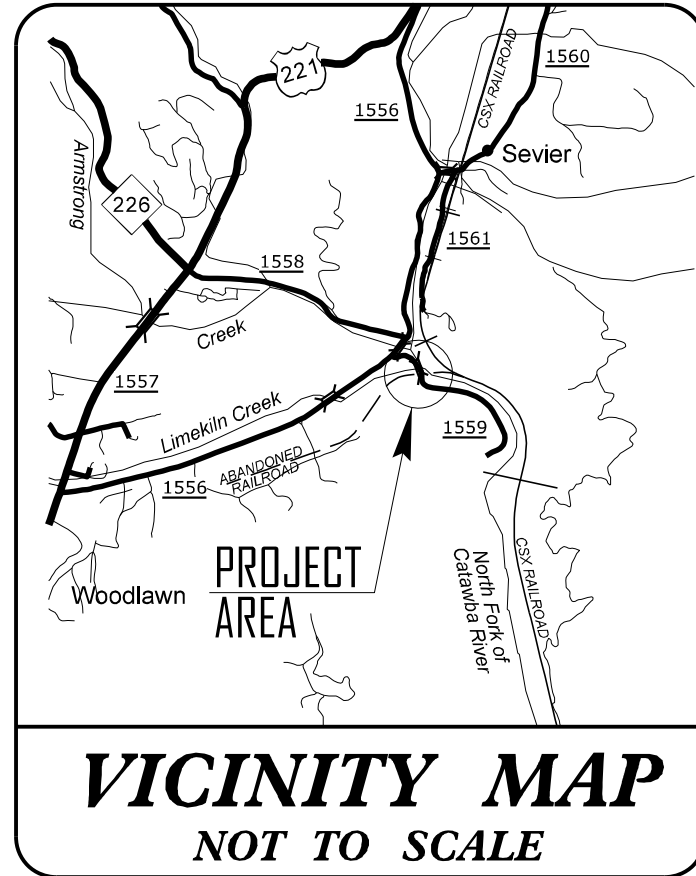 221
1560
1556
CSX RAILROAD
Sevier
Armstrong
226
1561
1558
Creek
1557
Limekiln Creek
1559
ABANDONED
RAILROAD
1556
PROJECT
AREA
Woodlawn
North Fork of
Catawba River
CSX RAILROAD
VICINITY MAP
NOT TO SCALE